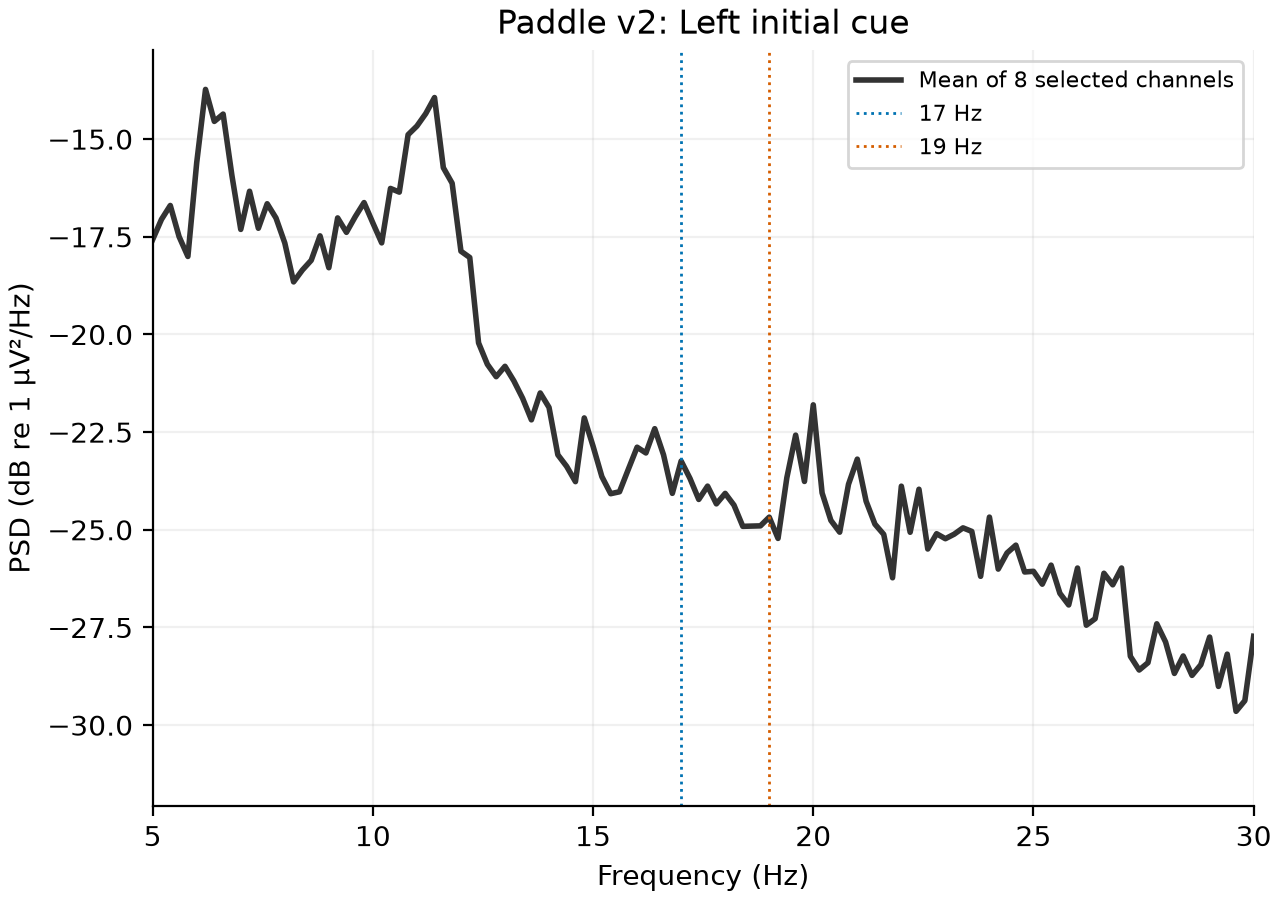 Paddle v2: Left initial cue
Mean of 8 selected channels
17 Hz
19 Hz
PSD (dB re 1 µV²/Hz)
−15.0
−17.5
−20.0
−22.5
−25.0
−27.5
−30.0
5
10
15
20
25
30
Frequency (Hz)